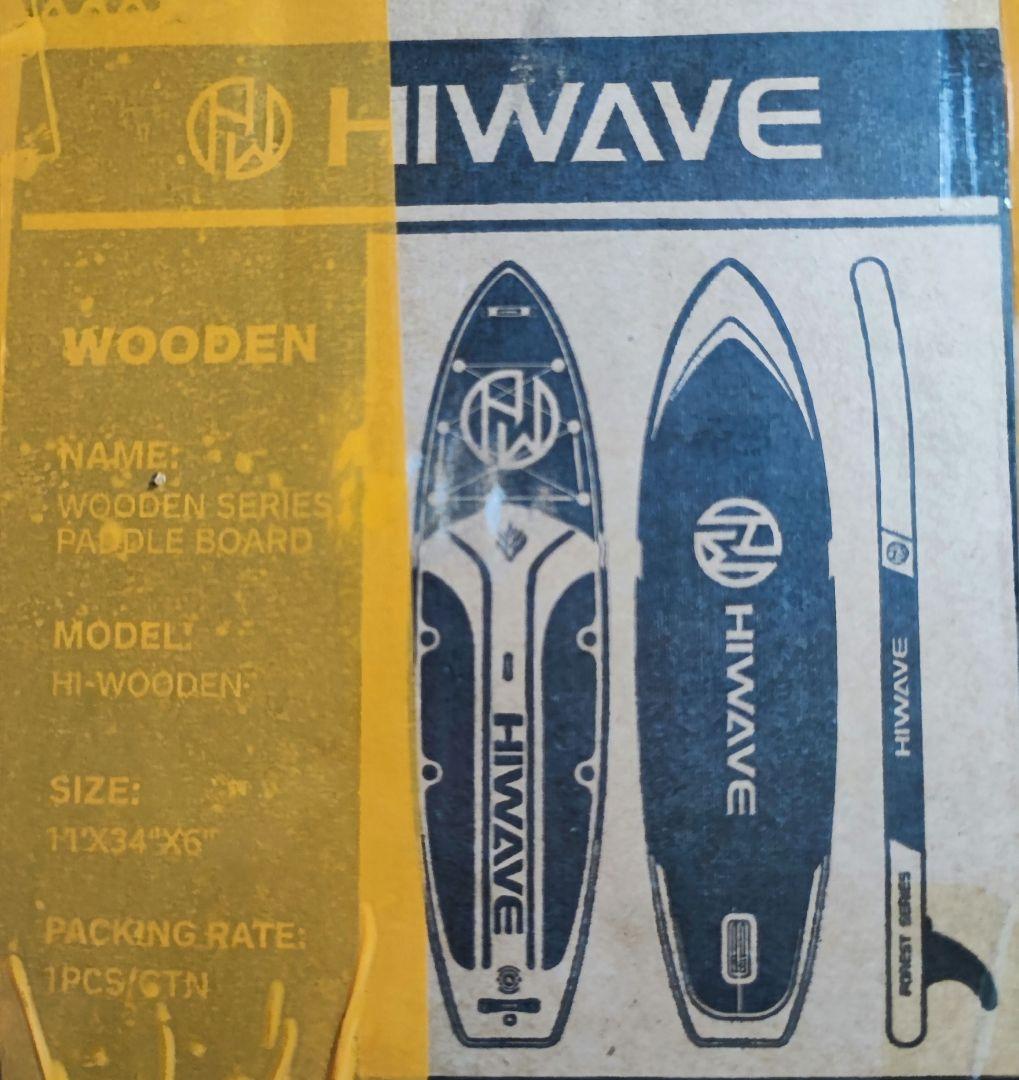 HIWAVE
WOODEN
NAME:
WOODEN SERIES
PADDLE BOARD
MODEL:
HI-WOODEN
SIZE:
11'X34"X6"
PACKING RATE:
1PCS/CTN
HIWAVE
HIWAVE
HIWAVE
FOREST SERIES